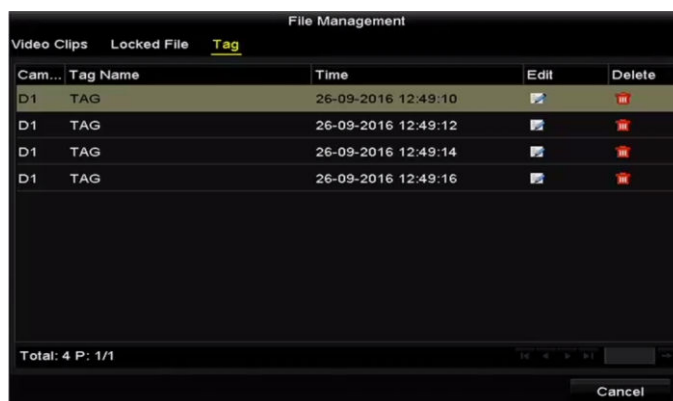 File Management
Video Clips Locked File Tag
Cam... Tag Name Time Edit Delete
D1 TAG 26-09-2016 12:49:10
D1 TAG 26-09-2016 12:49:12
D1 TAG 26-09-2016 12:49:14
D1 TAG 26-09-2016 12:49:16
Total: 4 P: 1/1
Cancel